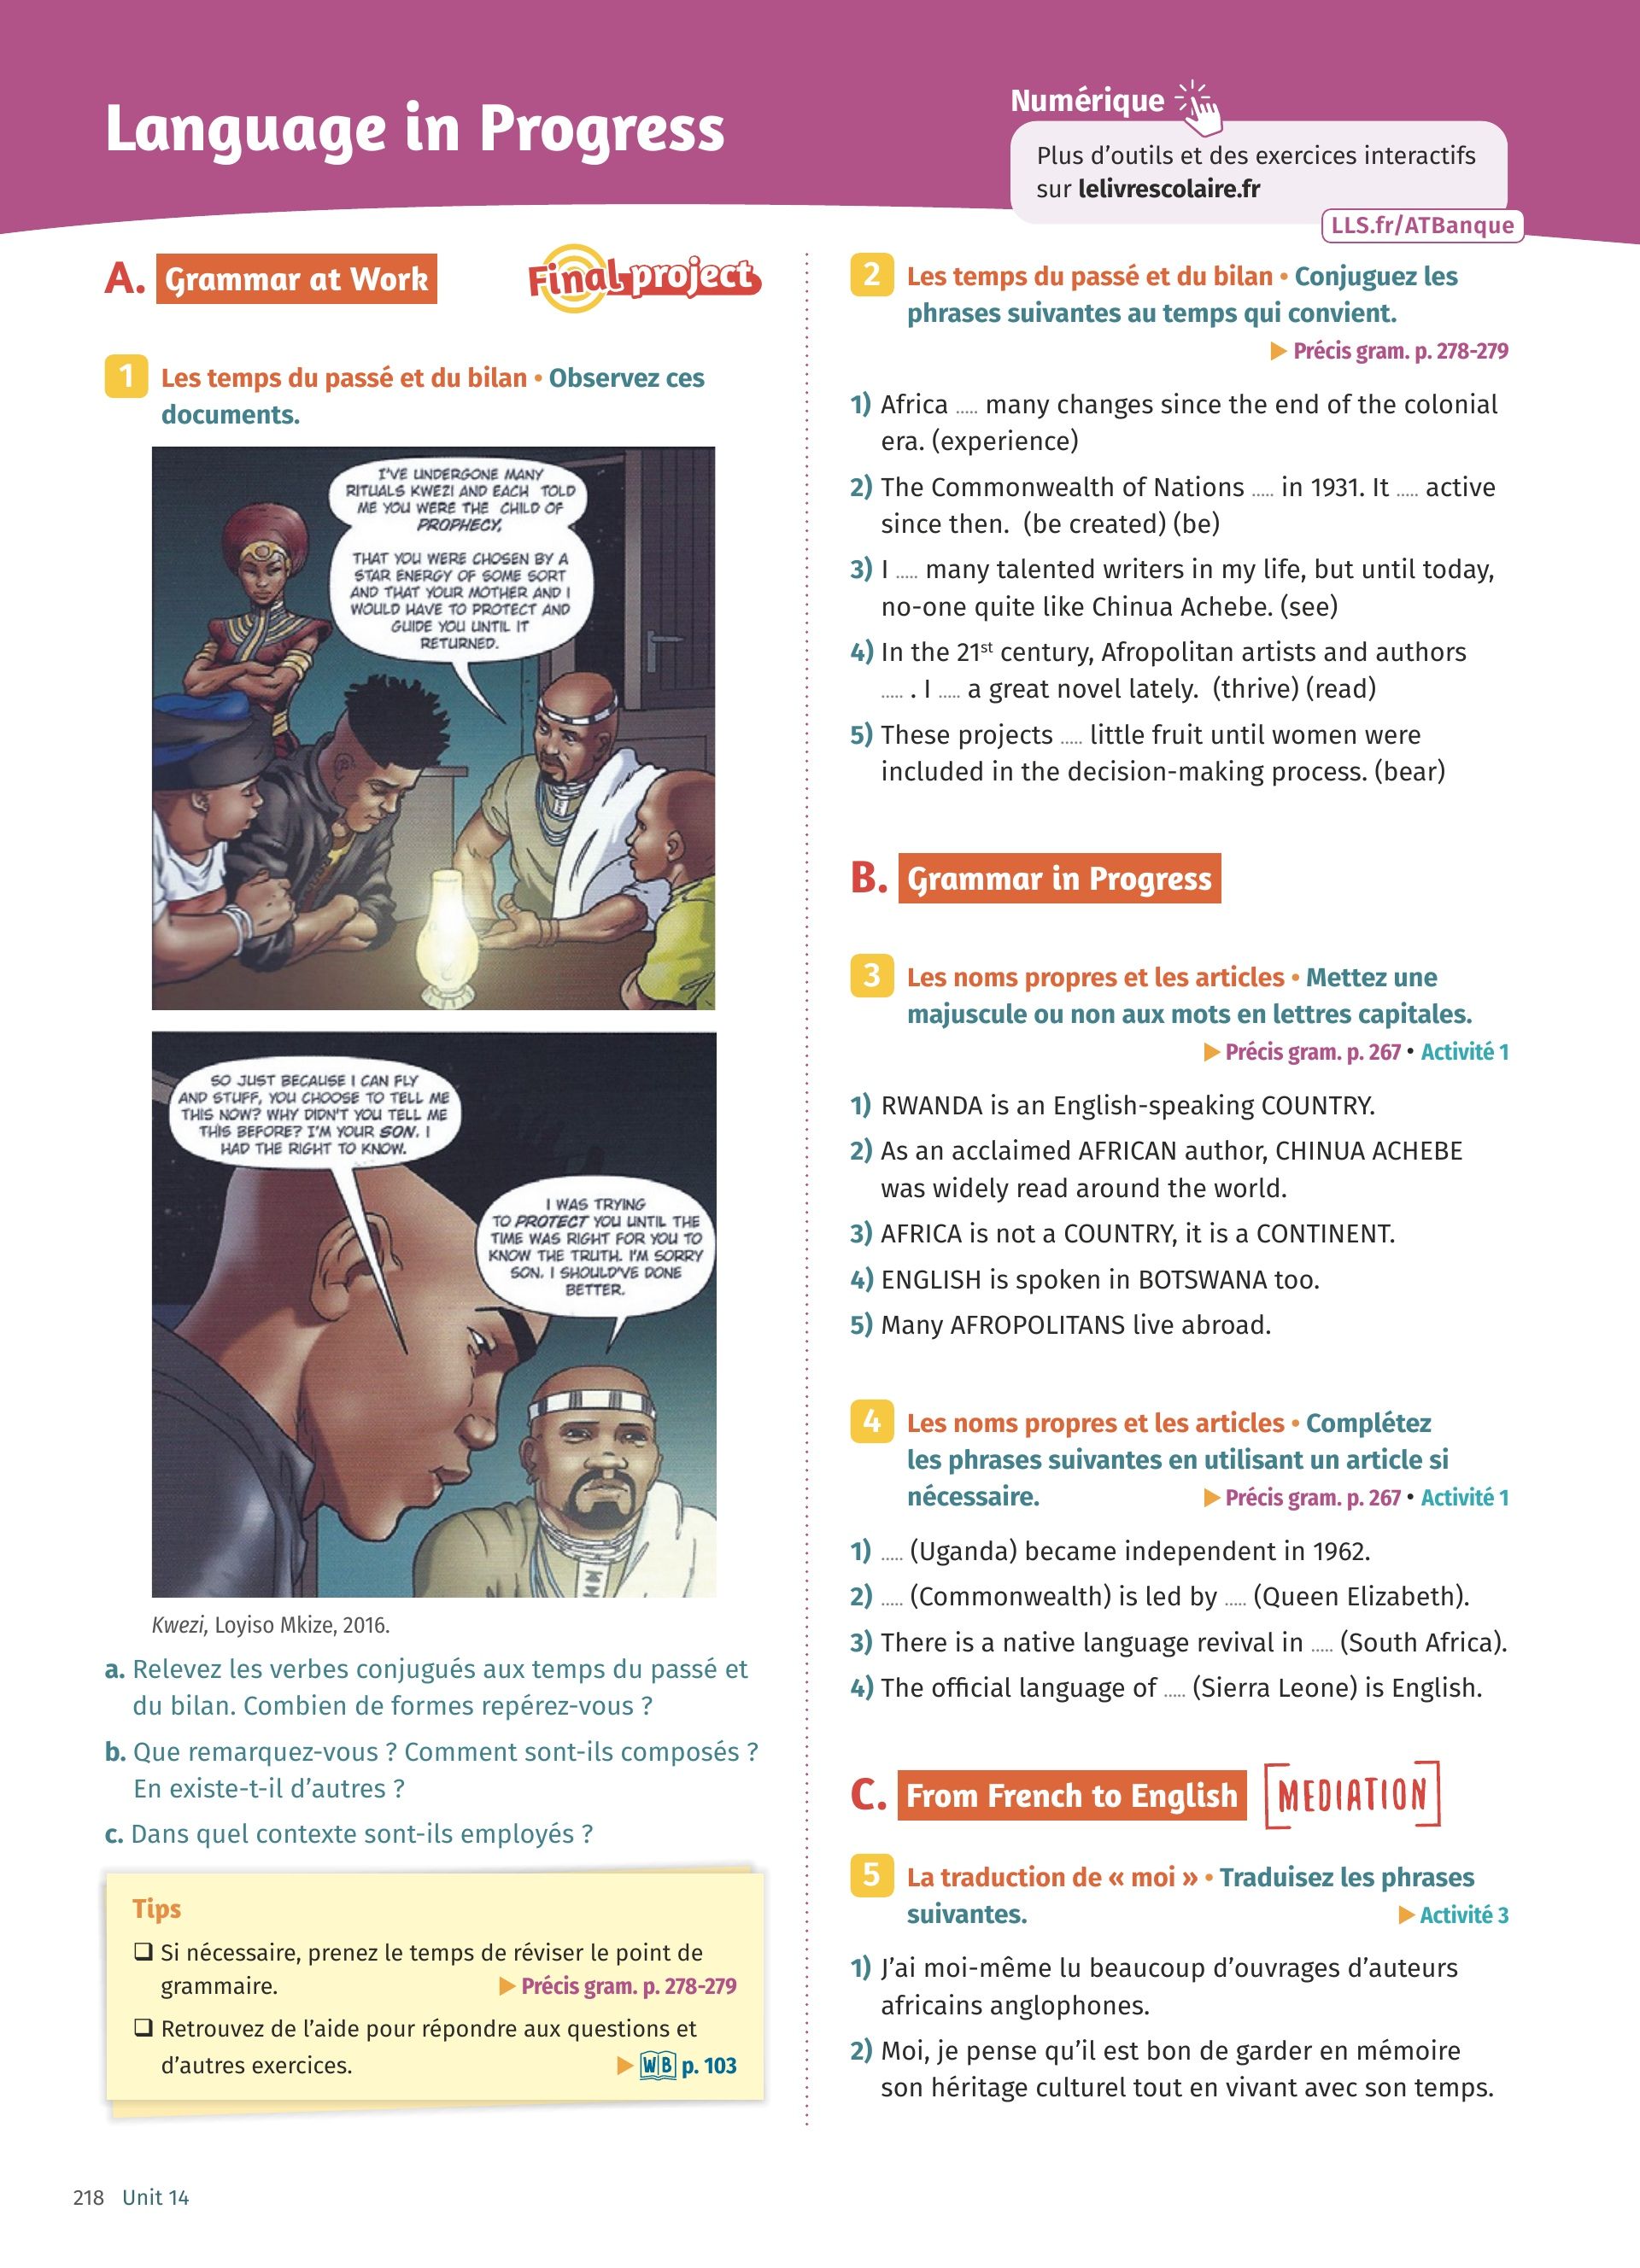 Language in Progress
Numérique
Plus d’outils et des exercices interactifs
sur lelivrescolaire.fr
LLS.fr/ATBanque
A. Grammar at Work
Final project
1 Les temps du passé et du bilan • Observez ces
documents.
I'VE UNDERGONE MANY
RITUALS KWEZI AND EACH TOLD
ME YOU WERE THE CHILD OF
PROPHECY,
THAT YOU WERE CHOSEN BY A
STAR ENERGY OF SOME SORT
AND THAT YOUR MOTHER AND I
WOULD HAVE TO PROTECT AND
GUIDE YOU UNTIL IT
RETURNED.
SO JUST BECAUSE I CAN FLY
AND STUFF, YOU CHOOSE TO TELL ME
THIS NOW? WHY DIDN'T YOU TELL ME
THIS BEFORE? I'M YOUR SON. I
HAD THE RIGHT TO KNOW.
I WAS TRYING
TO PROTECT YOU UNTIL THE
TIME WAS RIGHT FOR YOU TO
KNOW THE TRUTH. I'M SORRY
SON. I SHOULD'VE DONE
BETTER.
Kwezi, Loyiso Mkize, 2016.
a. Relevez les verbes conjugués aux temps du passé et
du bilan. Combien de formes repérez-vous ?
b. Que remarquez-vous ? Comment sont-ils composés ?
En existe-t-il d’autres ?
c. Dans quel contexte sont-ils employés ?
Tips
❑ Si nécessaire, prenez le temps de réviser le point de
grammaire. ▶ Précis gram. p. 278-279
❑ Retrouvez de l’aide pour répondre aux questions et
d’autres exercices. ▶ WB p. 103
2 Les temps du passé et du bilan • Conjuguez les
phrases suivantes au temps qui convient.
▶ Précis gram. p. 278-279
1) Africa ..... many changes since the end of the colonial
era. (experience)
2) The Commonwealth of Nations ..... in 1931. It ..... active
since then. (be created) (be)
3) I ..... many talented writers in my life, but until today,
no-one quite like Chinua Achebe. (see)
4) In the 21st century, Afropolitan artists and authors
..... . I ..... a great novel lately. (thrive) (read)
5) These projects ..... little fruit until women were
included in the decision-making process. (bear)
B. Grammar in Progress
3 Les noms propres et les articles • Mettez une
majuscule ou non aux mots en lettres capitales.
▶ Précis gram. p. 267 • Activité 1
1) RWANDA is an English-speaking COUNTRY.
2) As an acclaimed AFRICAN author, CHINUA ACHEBE
was widely read around the world.
3) AFRICA is not a COUNTRY, it is a CONTINENT.
4) ENGLISH is spoken in BOTSWANA too.
5) Many AFROPOLITANS live abroad.
4 Les noms propres et les articles • Complétez
les phrases suivantes en utilisant un article si
nécessaire. ▶ Précis gram. p. 267 • Activité 1
1) ..... (Uganda) became independent in 1962.
2) ..... (Commonwealth) is led by ..... (Queen Elizabeth).
3) There is a native language revival in ..... (South Africa).
4) The official language of ..... (Sierra Leone) is English.
C. From French to English [MEDIATION]
5 La traduction de « moi » • Traduisez les phrases
suivantes. ▶ Activité 3
1) J’ai moi-même lu beaucoup d’ouvrages d’auteurs
africains anglophones.
2) Moi, je pense qu’il est bon de garder en mémoire
son héritage culturel tout en vivant avec son temps.
218 Unit 14